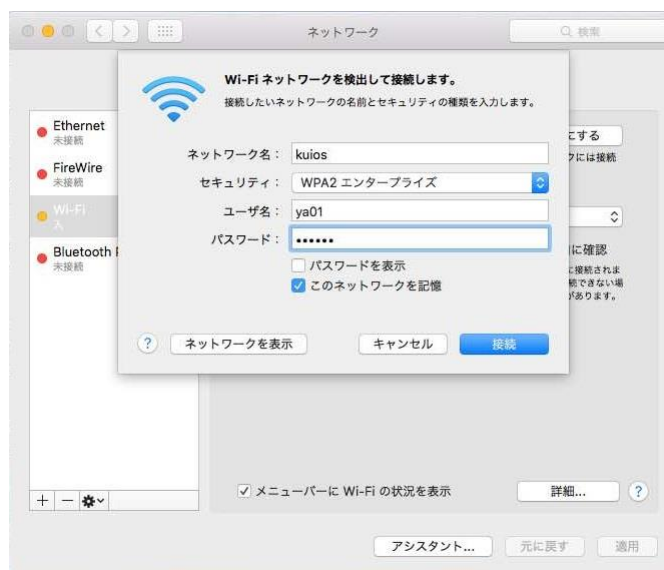 ネットワーク
検索
Wi-Fi ネットワークを検出して接続します。
接続したいネットワークの名前とセキュリティの種類を入力します。
ネットワーク名： kuios
セキュリティ： WPA2 エンタープライズ
ユーザ名： ya01
パスワード： ••••••
パスワードを表示
このネットワークを記憶
? ネットワークを表示 キャンセル 接続
Ethernet
未接続
FireWire
未接続
Wi-Fi
入
Bluetooth
未接続
にする
クには接続
に確認
に接続されま
続できない場
があります。
メニューバーに Wi-Fi の状況を表示
詳細... ?
アシスタント... 元に戻す 適用